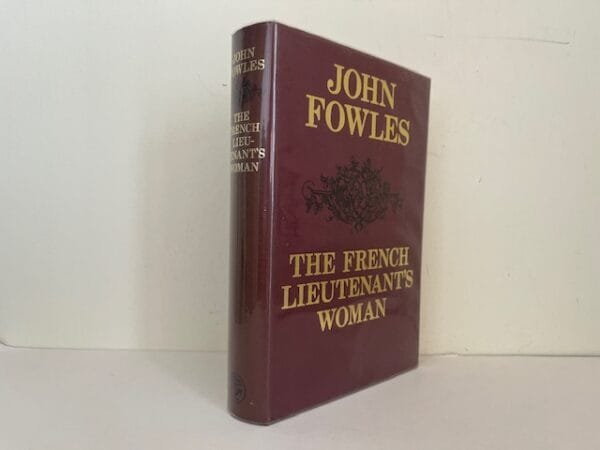 JOHN
FOWLES
THE
FRENCH
LIEU-
TENANT'S
WOMAN
JOHN
FOWLES
THE FRENCH
LIEUTENANT'S
WOMAN